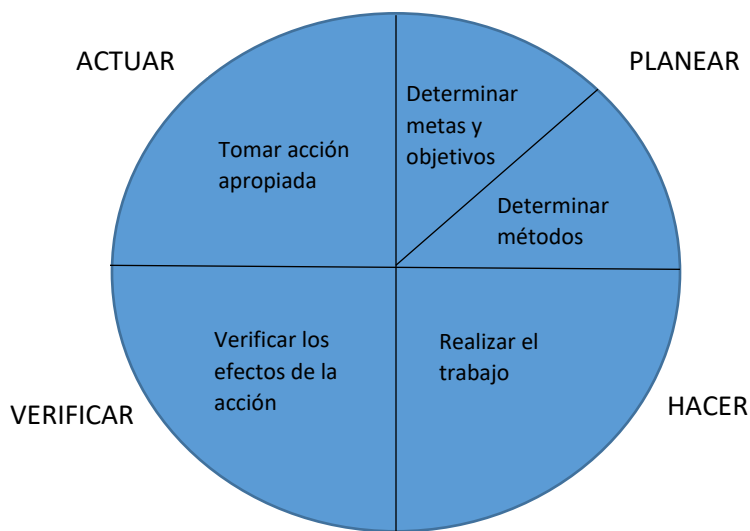 ACTUAR
PLANEAR
Determinar
metas y
objetivos
Tomar acción
apropiada
Determinar
métodos
Verificar los
efectos de la
acción
Realizar el
trabajo
VERIFICAR
HACER